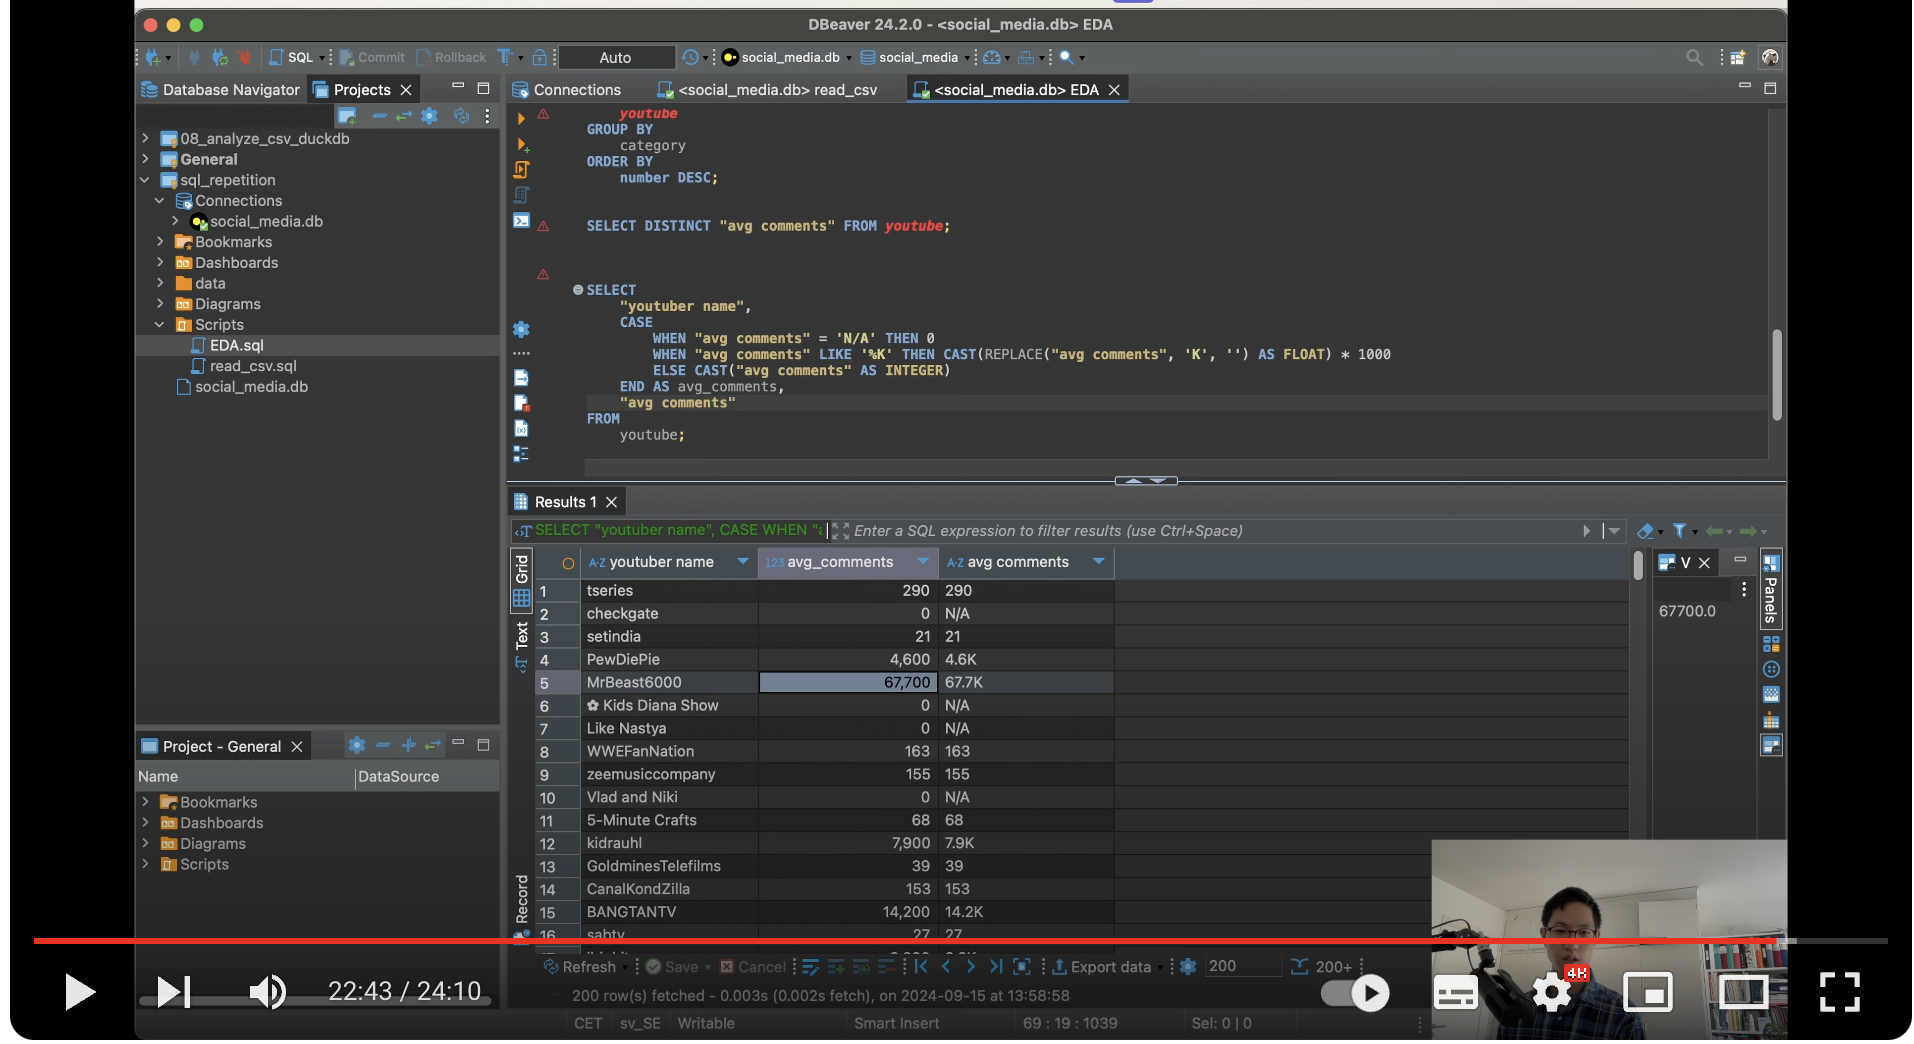 DBeaver 24.2.0 - <social_media.db> EDA
SQL Commit Rollback Auto social_media.db social_media
Database Navigator Projects
08_analyze_csv_duckdb
General
sql_repetition
Connections
social_media.db
Bookmarks
Dashboards
data
Diagrams
Scripts
EDA.sql
read_csv.sql
social_media.db
Project - General
Name DataSource
Bookmarks
Dashboards
Diagrams
Scripts
Connections <social_media.db> read_csv <social_media.db> EDA
youtube
GROUP BY
category
ORDER BY
number DESC;
SELECT DISTINCT "avg comments" FROM youtube;
SELECT
"youtuber name",
CASE
WHEN "avg comments" = 'N/A' THEN 0
WHEN "avg comments" LIKE '%K' THEN CAST(REPLACE("avg comments", 'K', '') AS FLOAT) * 1000
ELSE CAST("avg comments" AS INTEGER)
END AS avg_comments,
"avg comments"
FROM
youtube;
Results 1
SELECT "youtuber name", CASE WHEN "a Enter a SQL expression to filter results (use Ctrl+Space)
Grid
Text
Record
A-Z youtuber name 123 avg_comments A-Z avg comments
1 tseries 290 290
2 checkgate 0 N/A
3 setindia 21 21
4 PewDiePie 4,600 4.6K
5 MrBeast6000 67,700 67.7K
6 ✿ Kids Diana Show 0 N/A
7 Like Nastya 0 N/A
8 WWEFanNation 163 163
9 zeemusiccompany 155 155
10 Vlad and Niki 0 N/A
11 5-Minute Crafts 68 68
12 kidrauhl 7,900 7.9K
13 GoldminesTelefilms 39 39
14 CanalKondZilla 153 153
15 BANGTANTV 14,200 14.2K
16 sabtv 27 27
V
67700.0
Panels
Refresh Save Cancel Export data 200 200+
200 row(s) fetched - 0.003s (0.002s fetch), on 2024-09-15 at 13:58:58
CET sv_SE Writable Smart Insert 69 : 19 : 1039 Sel: 0 | 0
22:43 / 24:10
4K